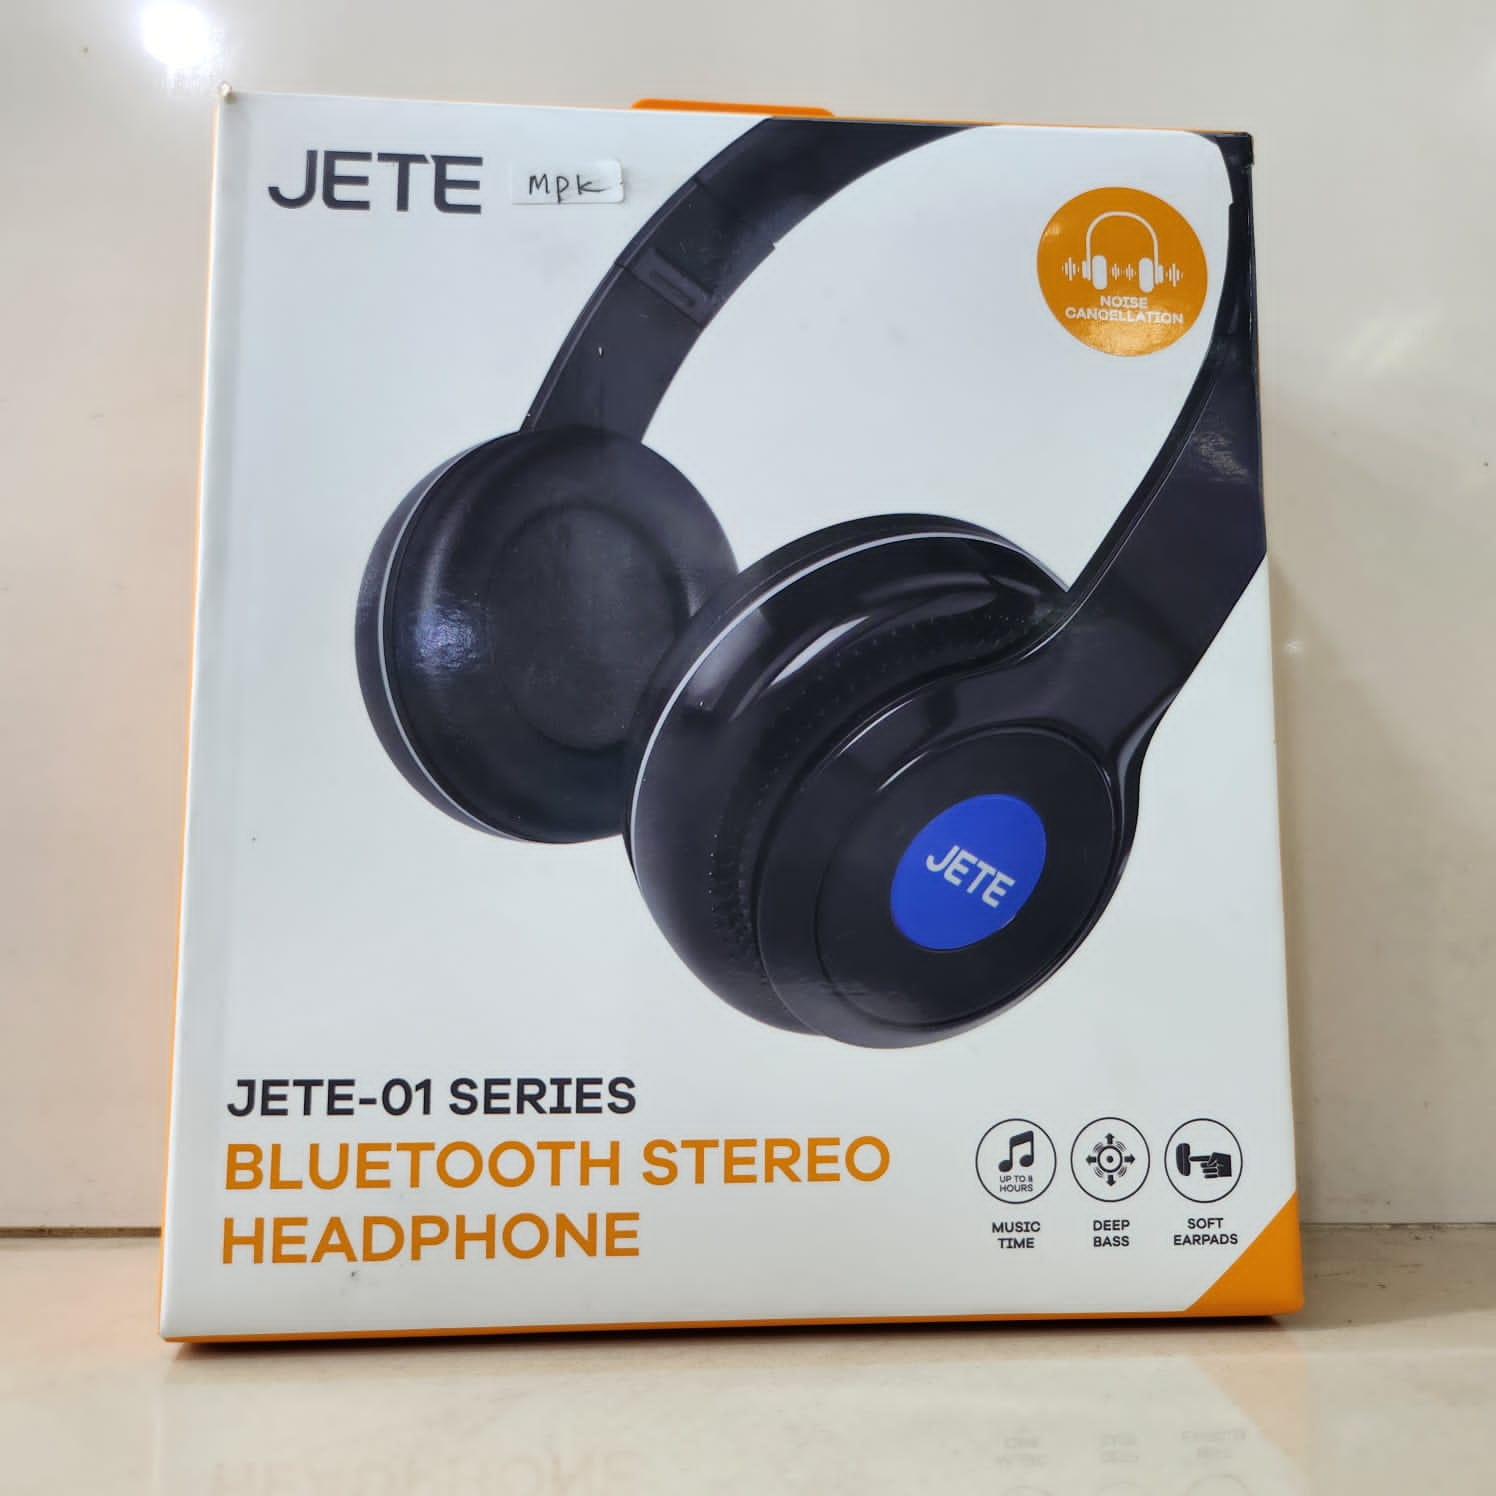 JETE
MPK
NOISE
CANCELLATION
JETE
JETE-01 SERIES
BLUETOOTH STEREO
HEADPHONE
UP TO 8
HOURS
MUSIC
TIME
DEEP
BASS
SOFT
EARPADS